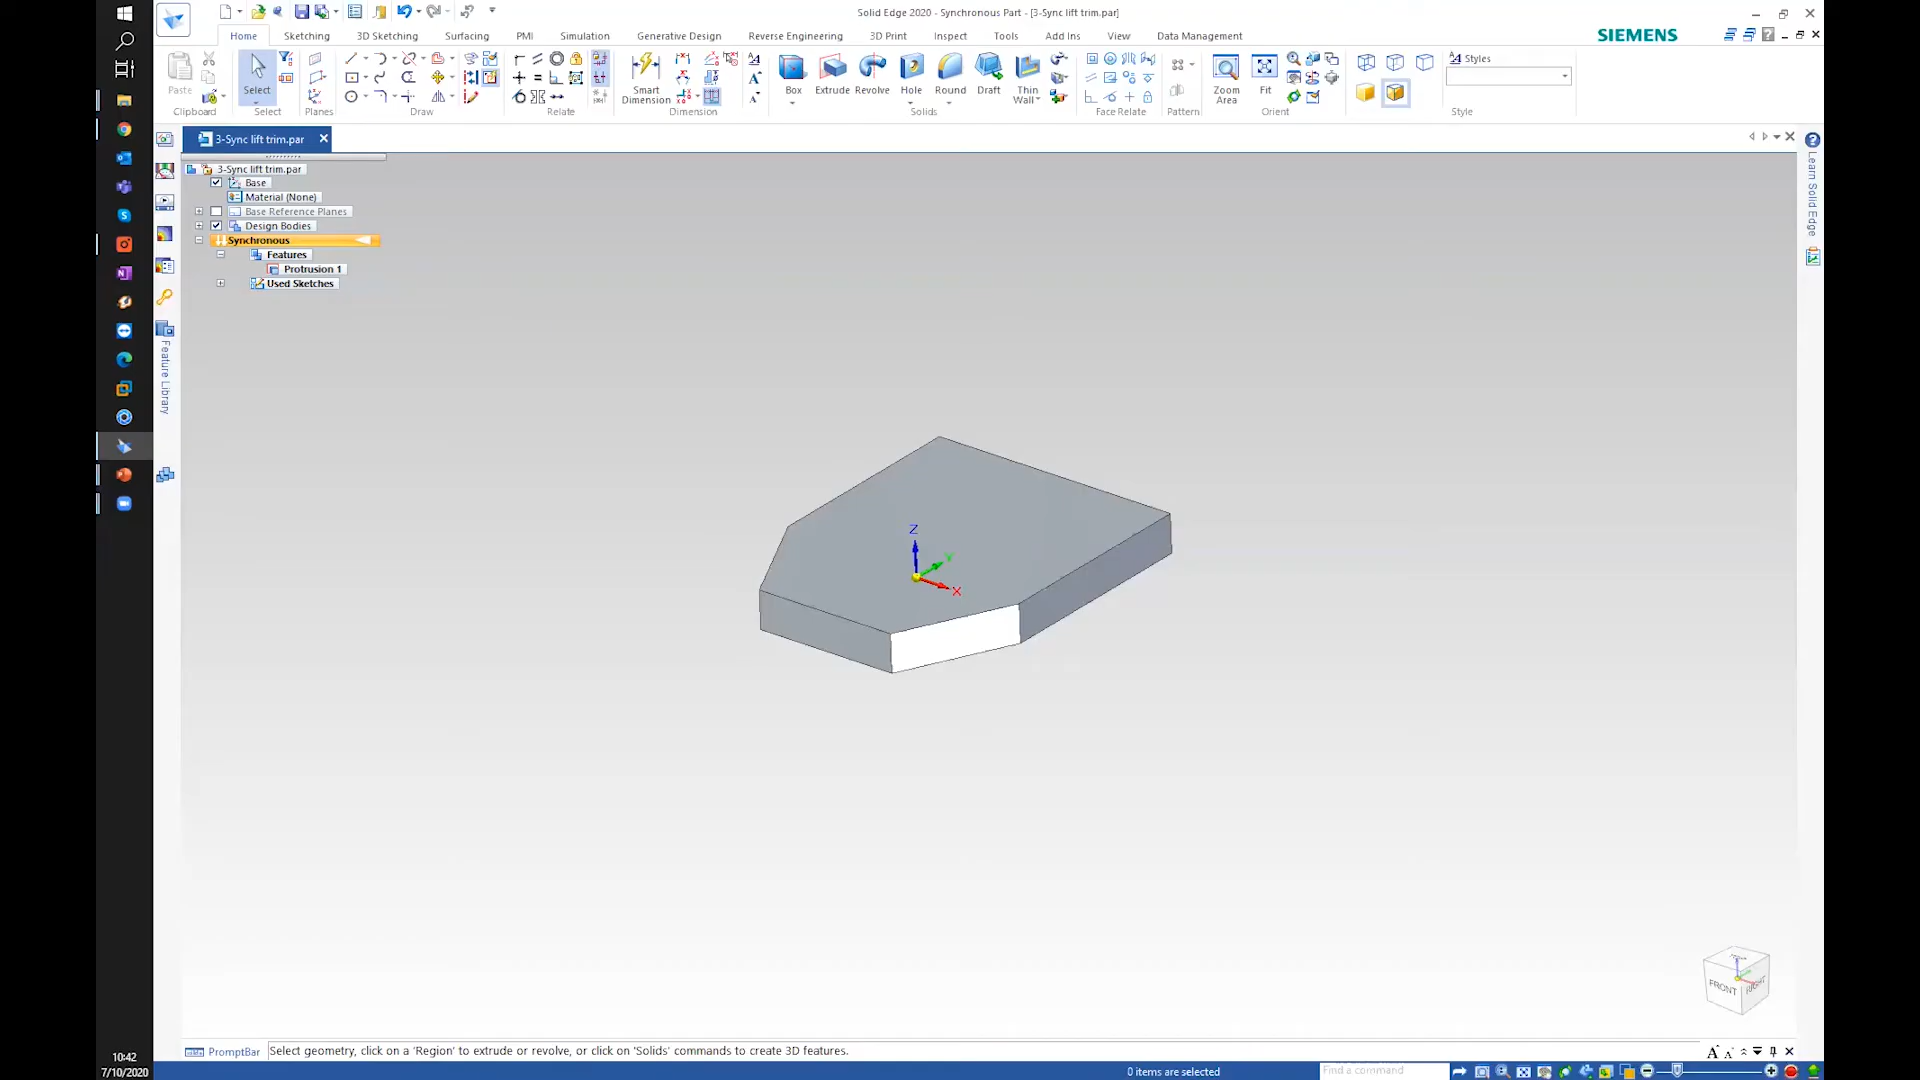 Solid Edge 2020 - Synchronous Part - [3-Sync lift trim.par]
Home Sketching 3D Sketching Surfacing PMI Simulation Generative Design Reverse Engineering 3D Print Inspect Tools Add Ins View Data Management
SIEMENS
Paste
Clipboard
Select
Select
Planes
Draw
Relate
Smart
Dimension
Dimension
Box Extrude Revolve Hole Round Draft Thin
Wall
Solids
Face Relate
Pattern
Zoom
Area
Fit
Orient
Styles
Style
3-Sync lift trim.par
3-Sync lift trim.par
Base
Material (None)
Base Reference Planes
Design Bodies
Synchronous
Features
Protrusion 1
Used Sketches
Feature Library
Learn Solid Edge
Z
Y
X
FRONT
RIGHT
PromptBar
Select geometry, click on a 'Region' to extrude or revolve, or click on 'Solids' commands to create 3D features.
0 items are selected
Find a command
10:42
7/10/2020